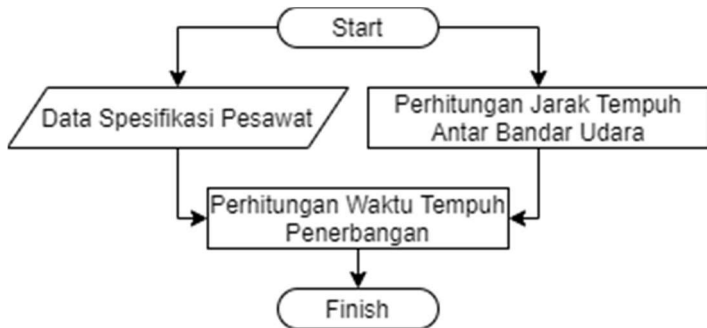 Start
Data Spesifikasi Pesawat
Perhitungan Jarak Tempuh
Antar Bandar Udara
Perhitungan Waktu Tempuh
Penerbangan
Finish